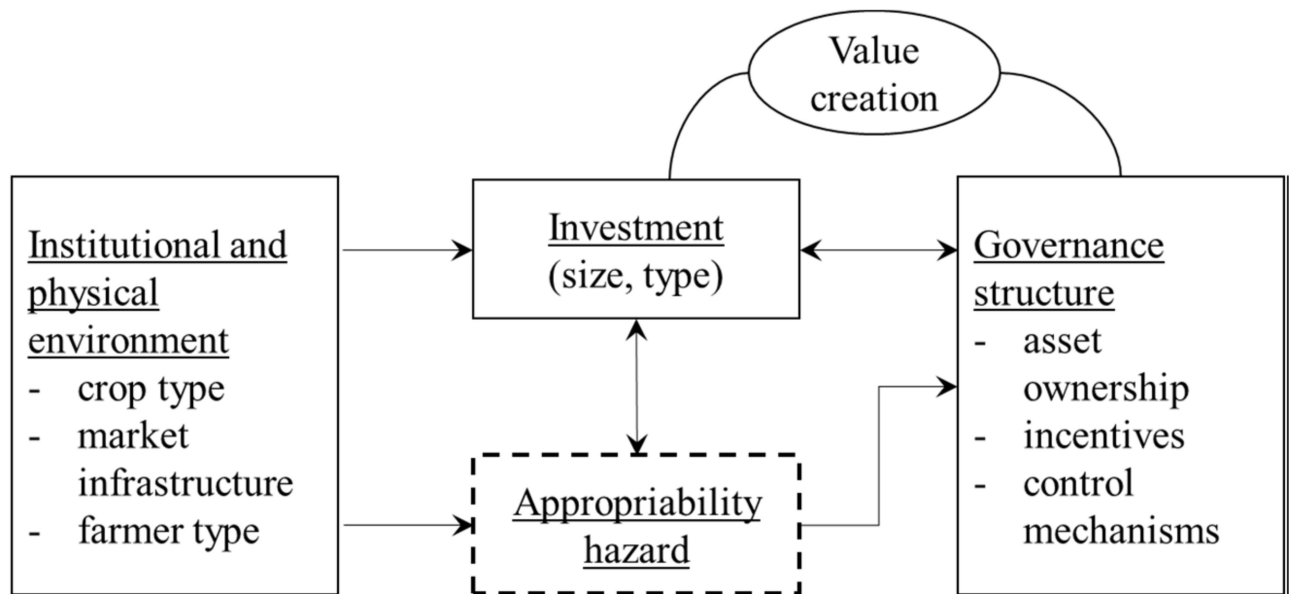 Value
creation
Institutional and
physical
environment
- crop type
- market
infrastructure
- farmer type
Investment
(size, type)
Appropriability
hazard
Governance
structure
- asset
ownership
- incentives
- control
mechanisms